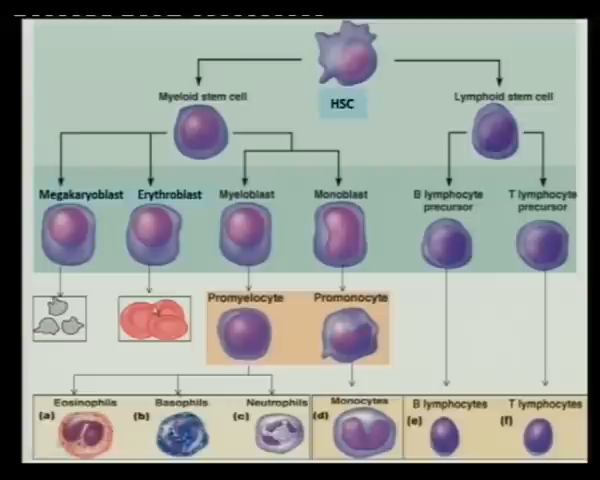 HSC
Myeloid stem cell
Lymphoid stem cell
Megakaryoblast
Erythroblast
Myeloblast
Monoblast
B lymphocyte
precursor
T lymphocyte
precursor
Promyelocyte
Promonocyte
Eosinophils
Basophils
Neutrophils
Monocytes
B lymphocytes
T lymphocytes
(a)
(b)
(c)
(d)
(e)
(f)